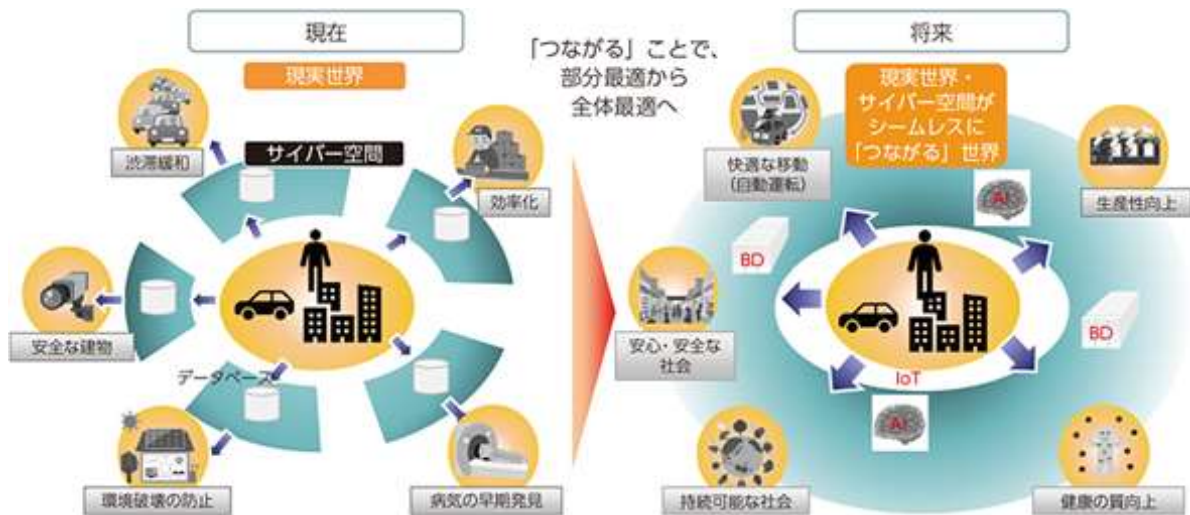 現在
現実世界
サイバー空間
渋滞緩和
効率化
安全な建物
データベース
環境破壊の防止
病気の早期発見
「つながる」ことで、
部分最適から
全体最適へ
将来
現実世界・
サイバー空間が
シームレスに
「つながる」世界
快適な移動
(自動運転)
AI
生産性向上
BD
BD
安心・安全な
社会
IoT
AI
持続可能な社会
健康の質向上